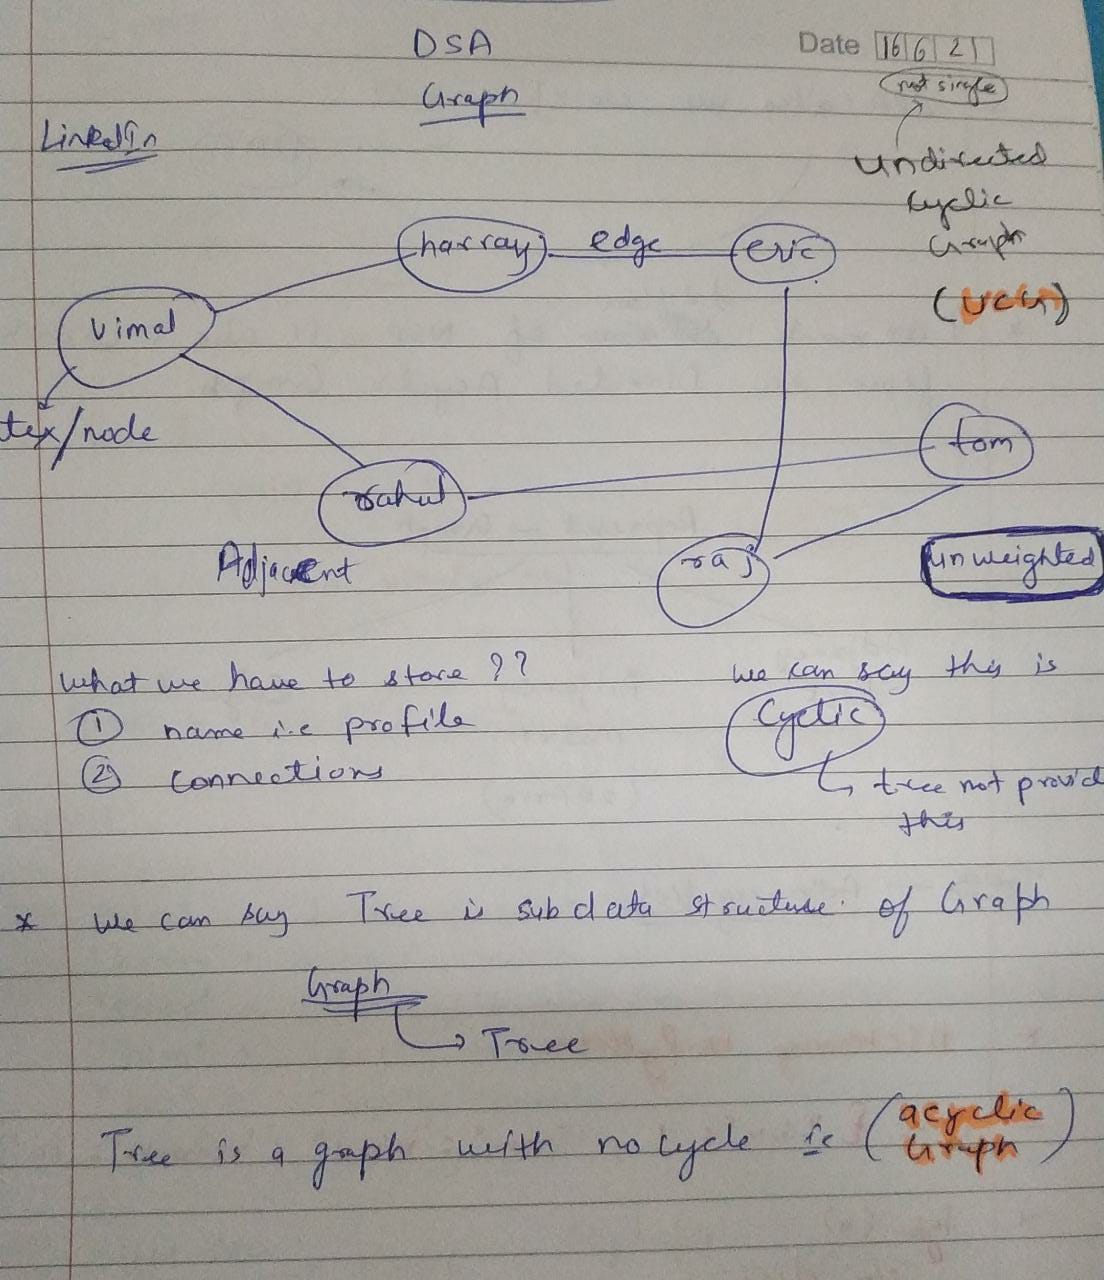 DSA
Date 16 6 21
Graph
not single
LinkedIn
undirected
cyclic
Graph
(UCG)
harray
edge
eric
Vimal
tex/node
tom
rahul
Adjacent
raj
unweighted
What we have to store ??
① name i.e profile
② connections
we can say this is
Cyclic
tree not provid
this
* We can say Tree is sub data structure of Graph
Graph
Tree
Tree is a graph with no cycle ie (acyclic
Graph)